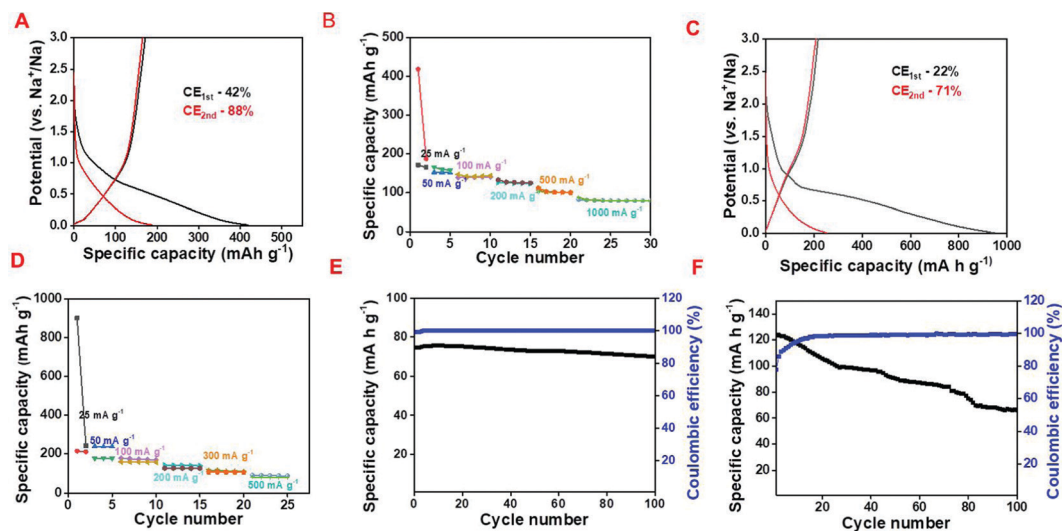 A
Potential (vs. Na⁺/Na)
3.0
2.5
2.0
1.5
1.0
0.5
0.0
CE1st - 42%
CE2nd - 88%
0 100 200 300 400 500
Specific capacity (mAh g⁻¹)
B
Specific capacity (mAh g⁻¹)
500
400
300
200
100
0
25 mA g⁻¹
50 mA g⁻¹
100 mA g⁻¹
200 mA g⁻¹
500 mA g⁻¹
1000 mA g⁻¹
0 5 10 15 20 25 30
Cycle number
C
Potential (vs. Na⁺/Na)
3.0
2.5
2.0
1.5
1.0
0.5
0.0
CE1st - 22%
CE2nd - 71%
0 200 400 600 800 1000
Specific capacity (mA h g⁻¹)
D
Specific capacity (mAh g⁻¹)
1000
800
600
400
200
0
25 mA g⁻¹
50 mA g⁻¹
100 mA g⁻¹
200 mA g⁻¹
300 mA g⁻¹
500 mA g⁻¹
0 5 10 15 20 25
Cycle number
E
Specific capacity (mA h g⁻¹)
100
80
60
40
20
0 20 40 60 80 100
Cycle number
120
100
80
60
40
20
Coulombic efficiency (%)
F
Specific capacity (mA h g⁻¹)
140
120
100
80
60
40
20
20 40 60 80 100
Cycle number
120
100
80
60
40
20
0
Coulombic efficiency (%)